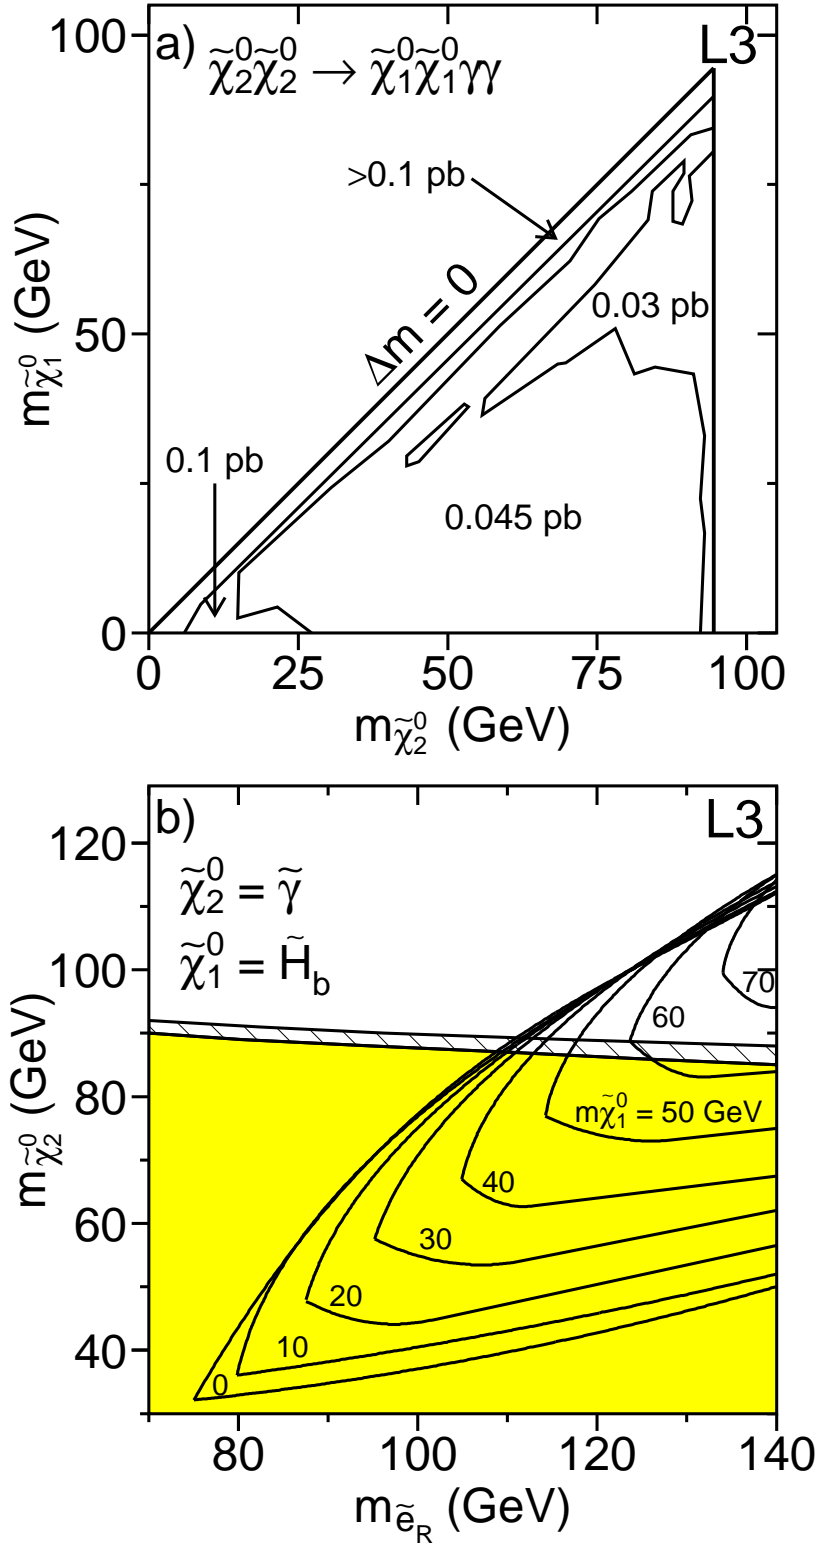 a) χ̃⁰₂χ̃⁰₂ → χ̃⁰₁χ̃⁰₁γγ
L3
100
>0.1 pb
Δm = 0
0.03 pb
50
m χ̃⁰₁ (GeV)
0.1 pb
0.045 pb
0
0 25 50 75 100
m χ̃⁰₂ (GeV)
b)
L3
120
χ̃⁰₂ = γ̃
χ̃⁰₁ = H̃b
100
70
60
m χ̃⁰₂ (GeV)
80
mχ̃⁰₁ = 50 GeV
40
60
30
20
40
10
0
80 100 120 140
m ẽR (GeV)